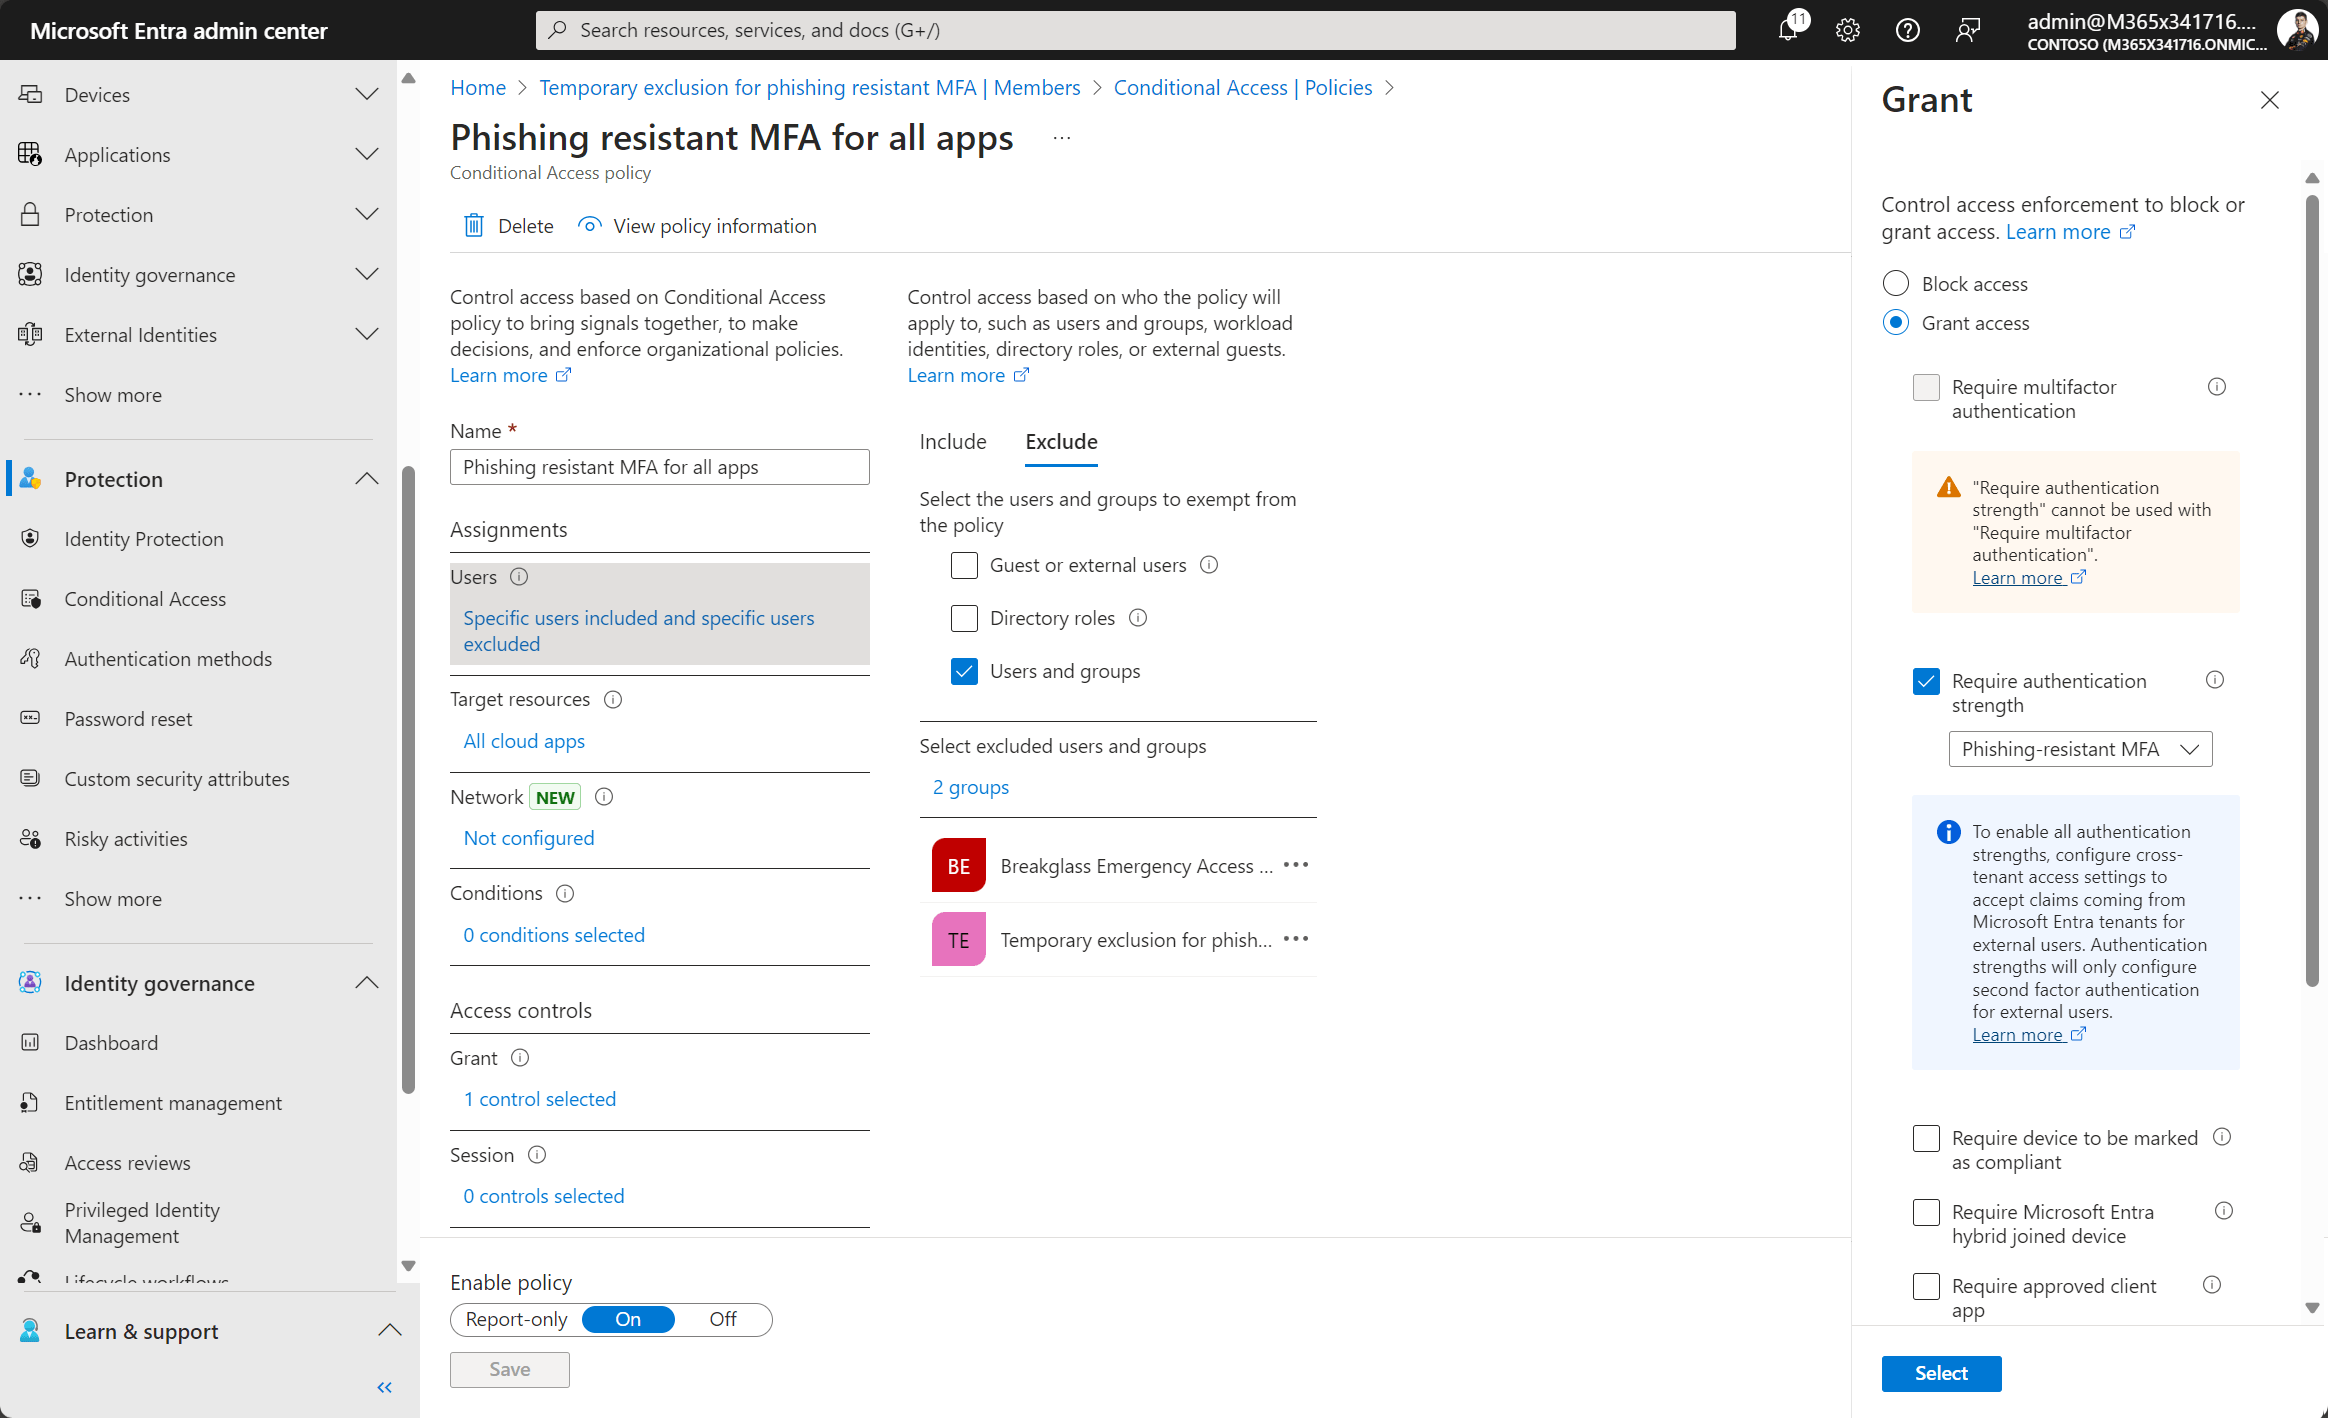 Microsoft Entra admin center
Search resources, services, and docs (G+/)
11
admin@M365x341716....
CONTOSO (M365X341716.ONMIC...
Devices
Applications
Protection
Identity governance
External Identities
Show more
Protection
Identity Protection
Conditional Access
Authentication methods
Password reset
Custom security attributes
Risky activities
Show more
Identity governance
Dashboard
Entitlement management
Access reviews
Privileged Identity
Management
Lifecycle workflows
Learn & support
Home > Temporary exclusion for phishing resistant MFA | Members > Conditional Access | Policies >
Phishing resistant MFA for all apps ...
Conditional Access policy
Delete
View policy information
Control access based on Conditional Access
policy to bring signals together, to make
decisions, and enforce organizational policies.
Learn more
Name *
Phishing resistant MFA for all apps
Assignments
Users
Specific users included and specific users
excluded
Target resources
All cloud apps
Network NEW
Not configured
Conditions
0 conditions selected
Access controls
Grant
1 control selected
Session
0 controls selected
Enable policy
Report-only On Off
Save
Control access based on who the policy will
apply to, such as users and groups, workload
identities, directory roles, or external guests.
Learn more
Include Exclude
Select the users and groups to exempt from
the policy
Guest or external users
Directory roles
Users and groups
Select excluded users and groups
2 groups
BE Breakglass Emergency Access ...
TE Temporary exclusion for phish...
Grant
Control access enforcement to block or
grant access. Learn more
Block access
Grant access
Require multifactor
authentication
"Require authentication
strength" cannot be used with
"Require multifactor
authentication".
Learn more
Require authentication
strength
Phishing-resistant MFA
To enable all authentication
strengths, configure cross-
tenant access settings to
accept claims coming from
Microsoft Entra tenants for
external users. Authentication
strengths will only configure
second factor authentication
for external users.
Learn more
Require device to be marked
as compliant
Require Microsoft Entra
hybrid joined device
Require approved client
app
Select